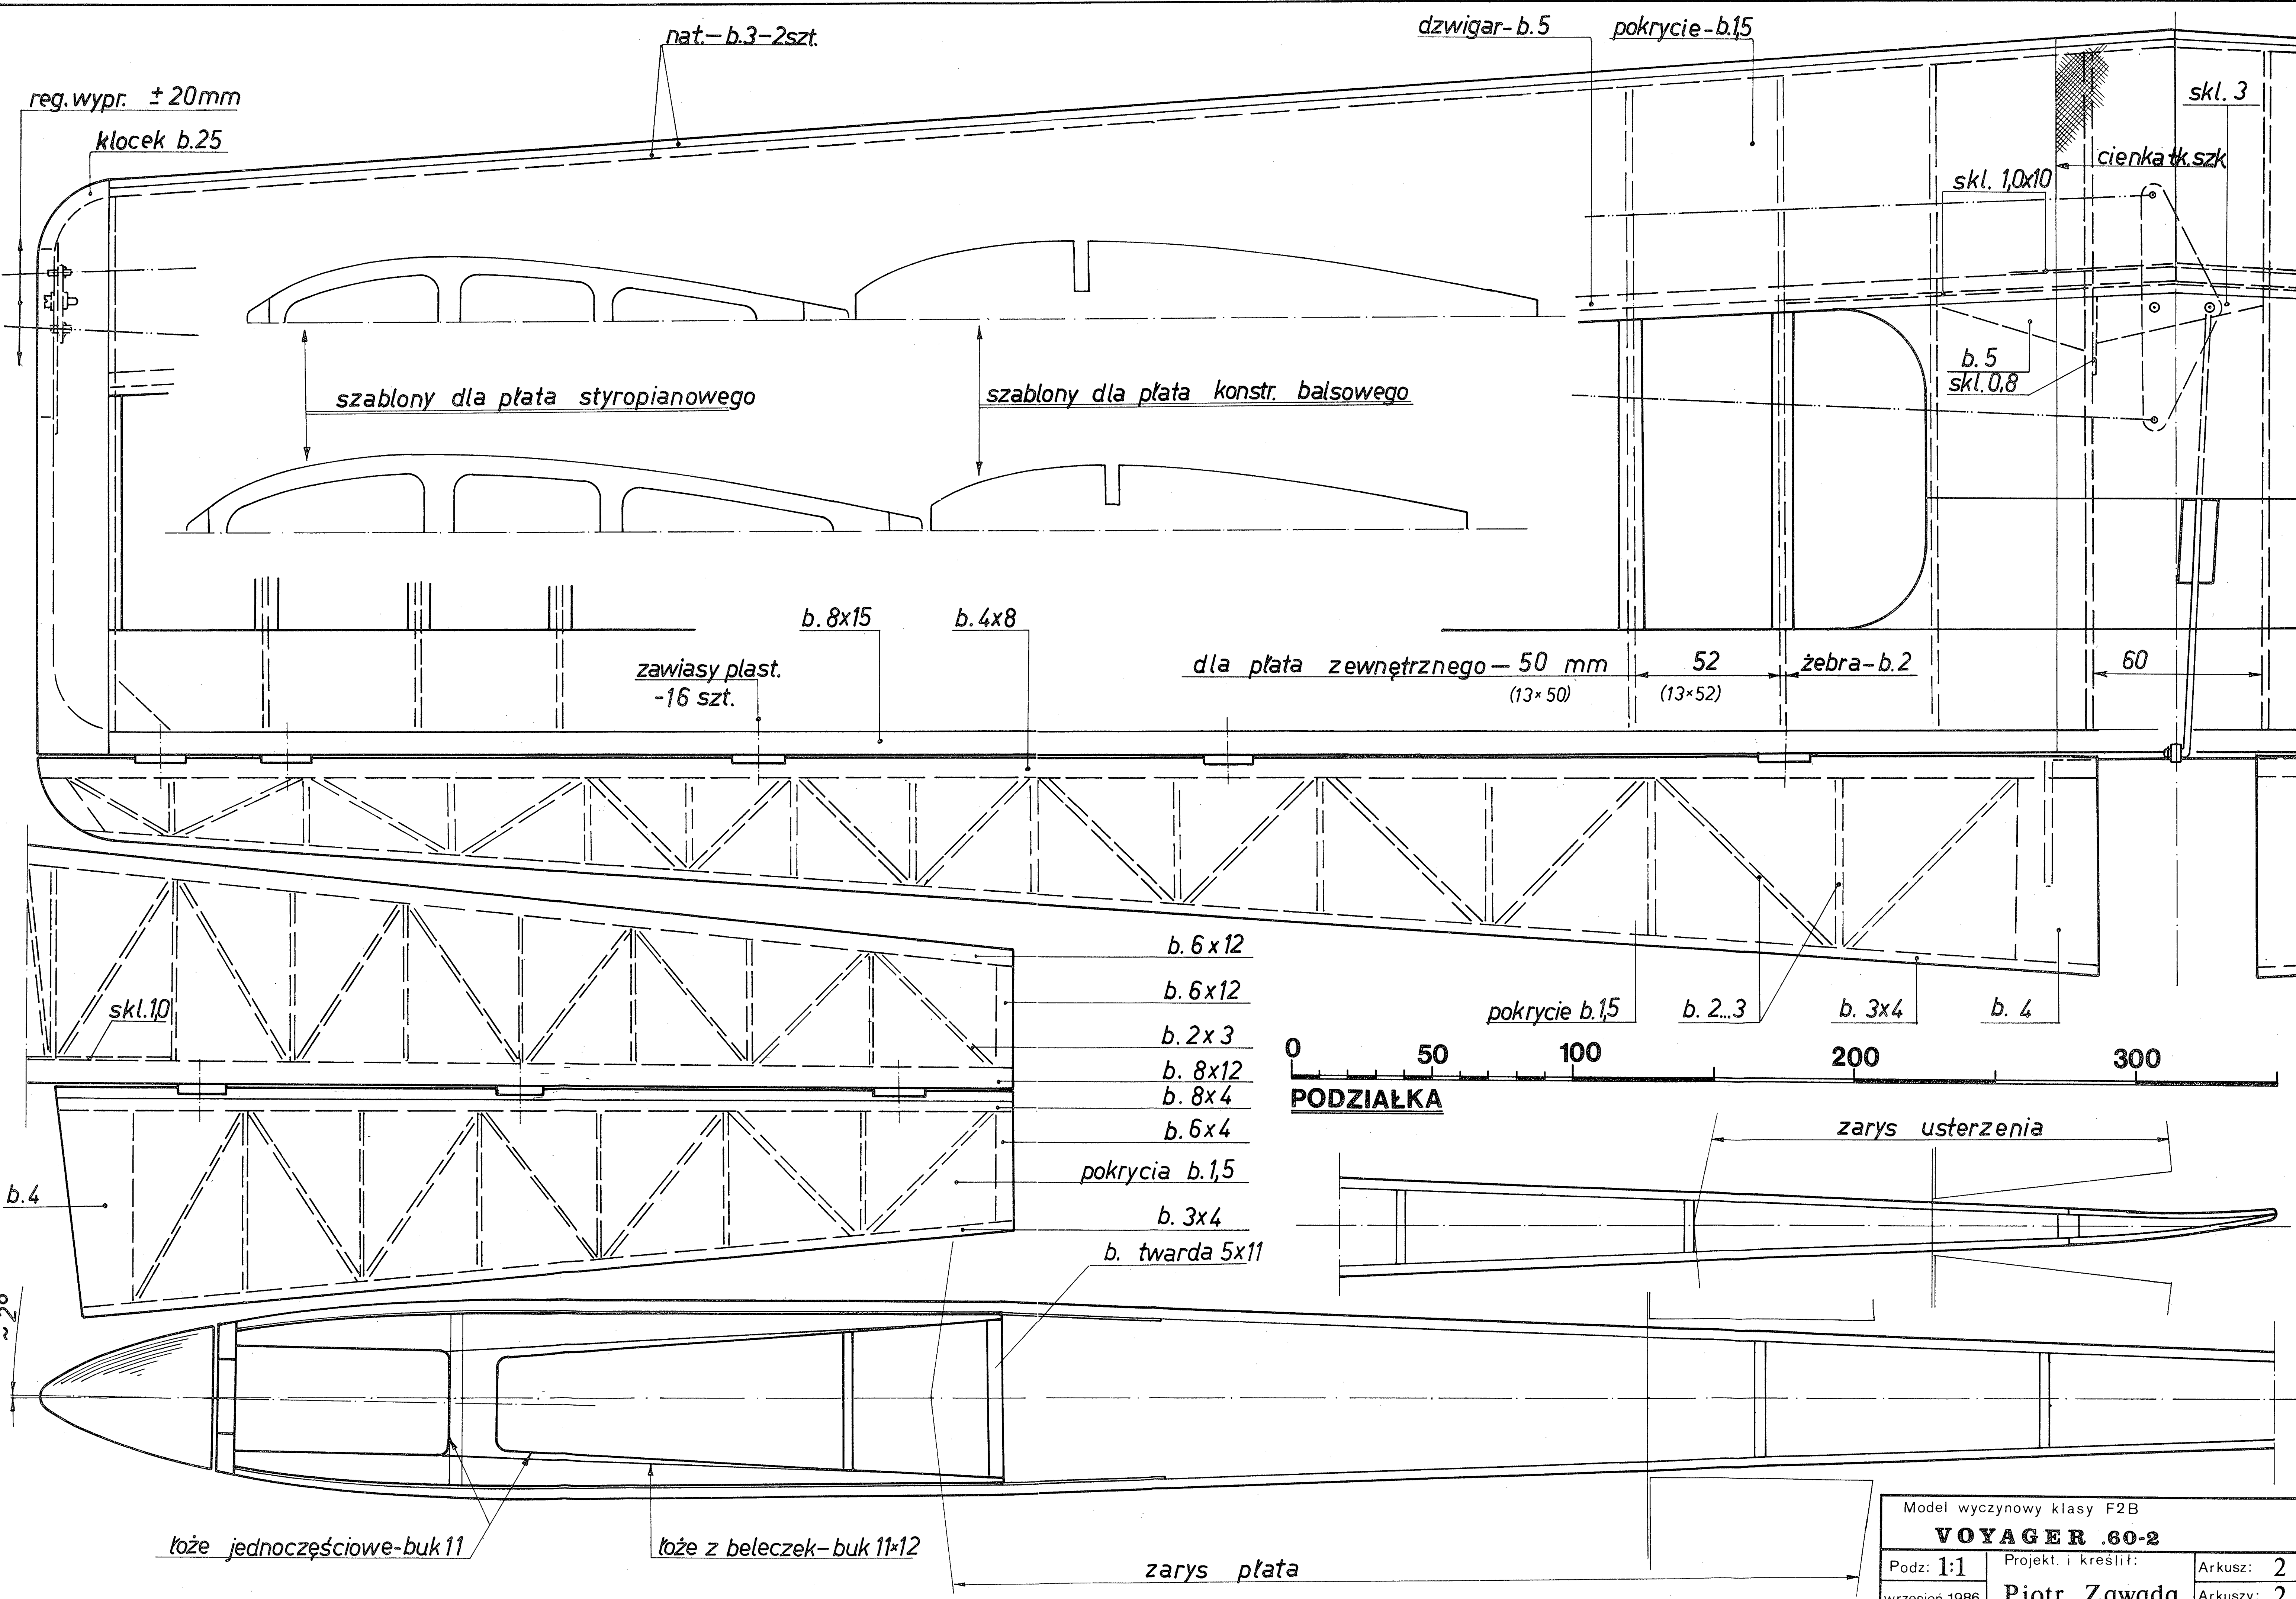 nat.-b.3-2szt.
dzwigar-b.5
pokrycie-b.1,5
reg.wypr. ± 20mm
klocek b.25
skl. 3
cienka tk.szk
skl. 1,0x10
b. 5
skl.0,8
szablony dla płata styropianowego
szablony dla płata konstr. balsowego
b. 8x15
b. 4x8
zawiasy plast.
-16 szt.
dla płata zewnętrznego — 50 mm
(13×50)
52
(13×52)
żebra-b.2
60
b. 6x12
b. 6x12
b. 2x3
b. 8x12
b. 8x4
b. 6x4
pokrycia b.1,5
b. 3x4
b. twarda 5x11
skl.1,0
b.4
pokrycie b.1,5
b. 2...3
b. 3x4
b. 4
0 50 100 200 300
PODZIAŁKA
zarys usterzenia
~2°
łoże jednoczęściowe-buk 11
łoże z beleczek-buk 11×12
zarys płata
Model wyczynowy klasy F2B
VOYAGER .60-2
Podz: 1:1
Projekt. i kreślił:
Arkusz: 2
wrzesień 1986
Piotr Zawada
Arkuszy: 2